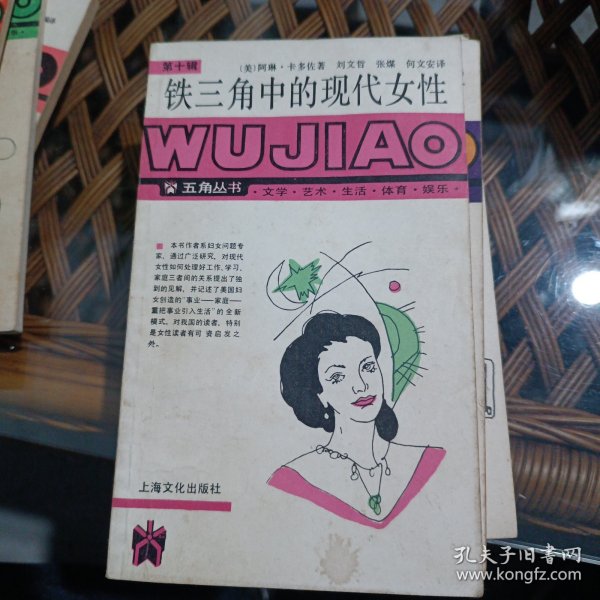 第十辑
〔美〕阿琳·卡多佐著 刘文哲 张煤 何文安译
铁三角中的现代女性
WUJIAO
五角丛书 ·文学·艺术·生活·体育·娱乐·
本书作者系妇女问题专
家，通过广泛研究，对现代
女性如何处理好工作、学习、
家庭三者间的关系提出了独
到的见解，并记述了美国妇
女创造的“事业——家庭——
重把事业引入生活”的全新
模式。对我国的读者，特别
是女性读者有可资启发之
处。
上海文化出版社
孔夫子旧书网
www.kongfz.com